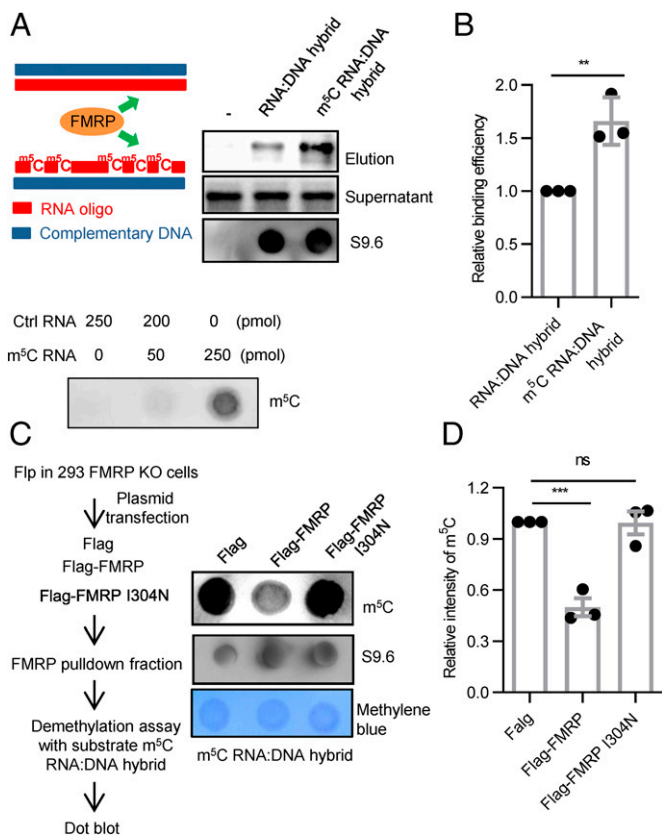 A
-
RNA:DNA hybrid
m⁵C RNA:DNA
hybrid
FMRP
m⁵C m⁵C m⁵C m⁵C m⁵C
RNA oligo
Complementary DNA
Elution
Supernatant
S9.6
Ctrl RNA 250 200 0 (pmol)
m⁵C RNA 0 50 250 (pmol)
m⁵C
B
**
Relative binding efficiency
2.0
1.5
1.0
0.5
0.0
RNA:DNA hybrid
m⁵C RNA:DNA
hybrid
C
Flp in 293 FMRP KO cells
Plasmid
transfection
Flag
Flag-FMRP
Flag-FMRP I304N
FMRP pulldown fraction
Demethylation assay
with substrate m⁵C
RNA:DNA hybrid
Dot blot
Flag
Flag-FMRP
Flag-FMRP
I304N
m⁵C
S9.6
Methylene
blue
m⁵C RNA:DNA hybrid
D
ns
***
Relative intensity of m⁵C
1.2
0.9
0.6
0.3
0.0
Falg
Flag-FMRP
Flag-FMRP I304N